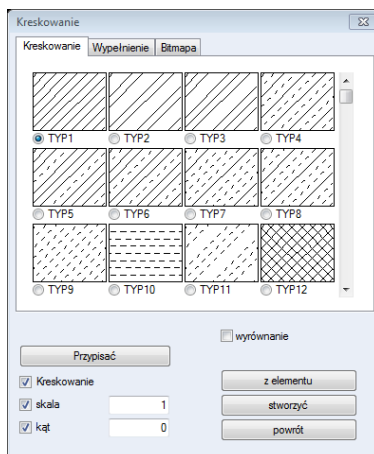 Kreskowanie
Kreskowanie Wypełnienie Bitmapa
TYP1 TYP2 TYP3 TYP4
TYP5 TYP6 TYP7 TYP8
TYP9 TYP10 TYP11 TYP12
wyrównanie
Przypisać
Kreskowanie z elementu
skala 1 stworzyć
kąt 0 powrót